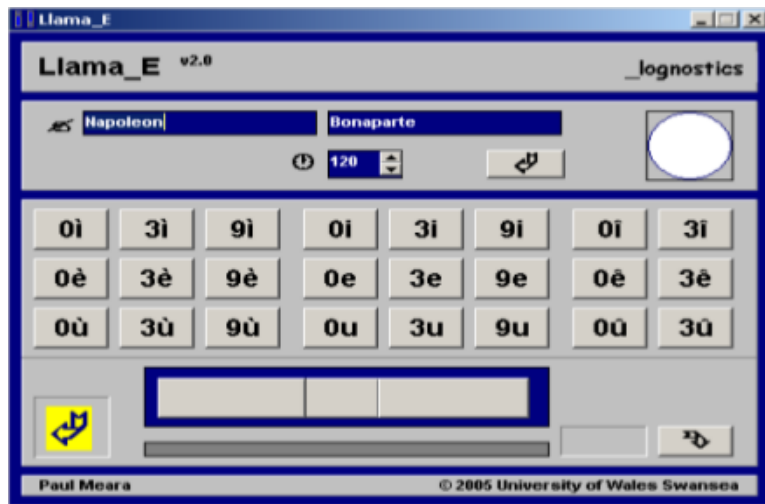 Llama_E
Llama_E v2.0 _lognostics
Napoleon Bonaparte
120
0ì 3ì 9ì 0i 3i 9i 0î 3î
0è 3è 9è 0e 3e 9e 0ê 3ê
0ù 3ù 9ù 0u 3u 9u 0û 3û
Paul Meara © 2005 University of Wales Swansea